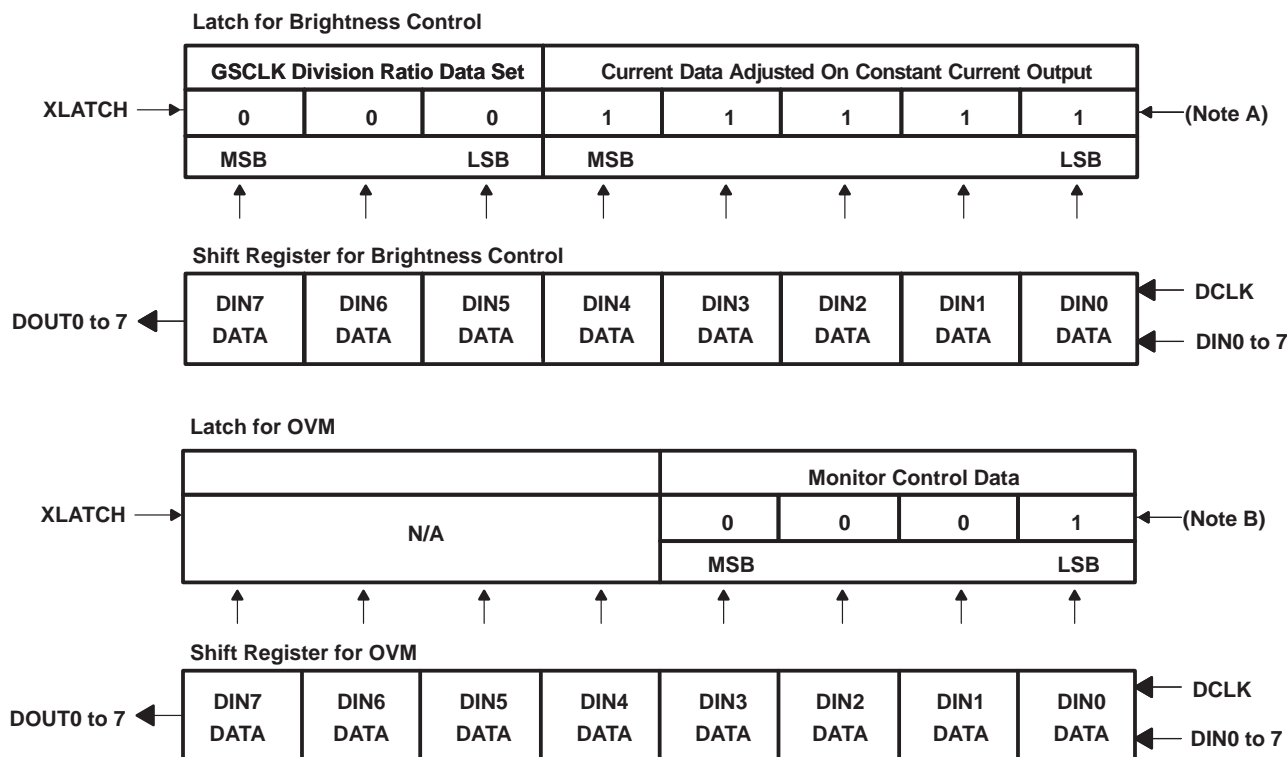 Latch for Brightness Control
GSCLK Division Ratio Data Set Current Data Adjusted On Constant Current Output
XLATCH 0 0 0 1 1 1 1 1 (Note A)
MSB LSB MSB LSB
Shift Register for Brightness Control
DOUT0 to 7
DIN7 DATA
DIN6 DATA
DIN5 DATA
DIN4 DATA
DIN3 DATA
DIN2 DATA
DIN1 DATA
DIN0 DATA
DCLK
DIN0 to 7
Latch for OVM
Monitor Control Data
XLATCH N/A 0 0 0 1 (Note B)
MSB LSB
Shift Register for OVM
DOUT0 to 7
DIN7 DATA
DIN6 DATA
DIN5 DATA
DIN4 DATA
DIN3 DATA
DIN2 DATA
DIN1 DATA
DIN0 DATA
DCLK
DIN0 to 7